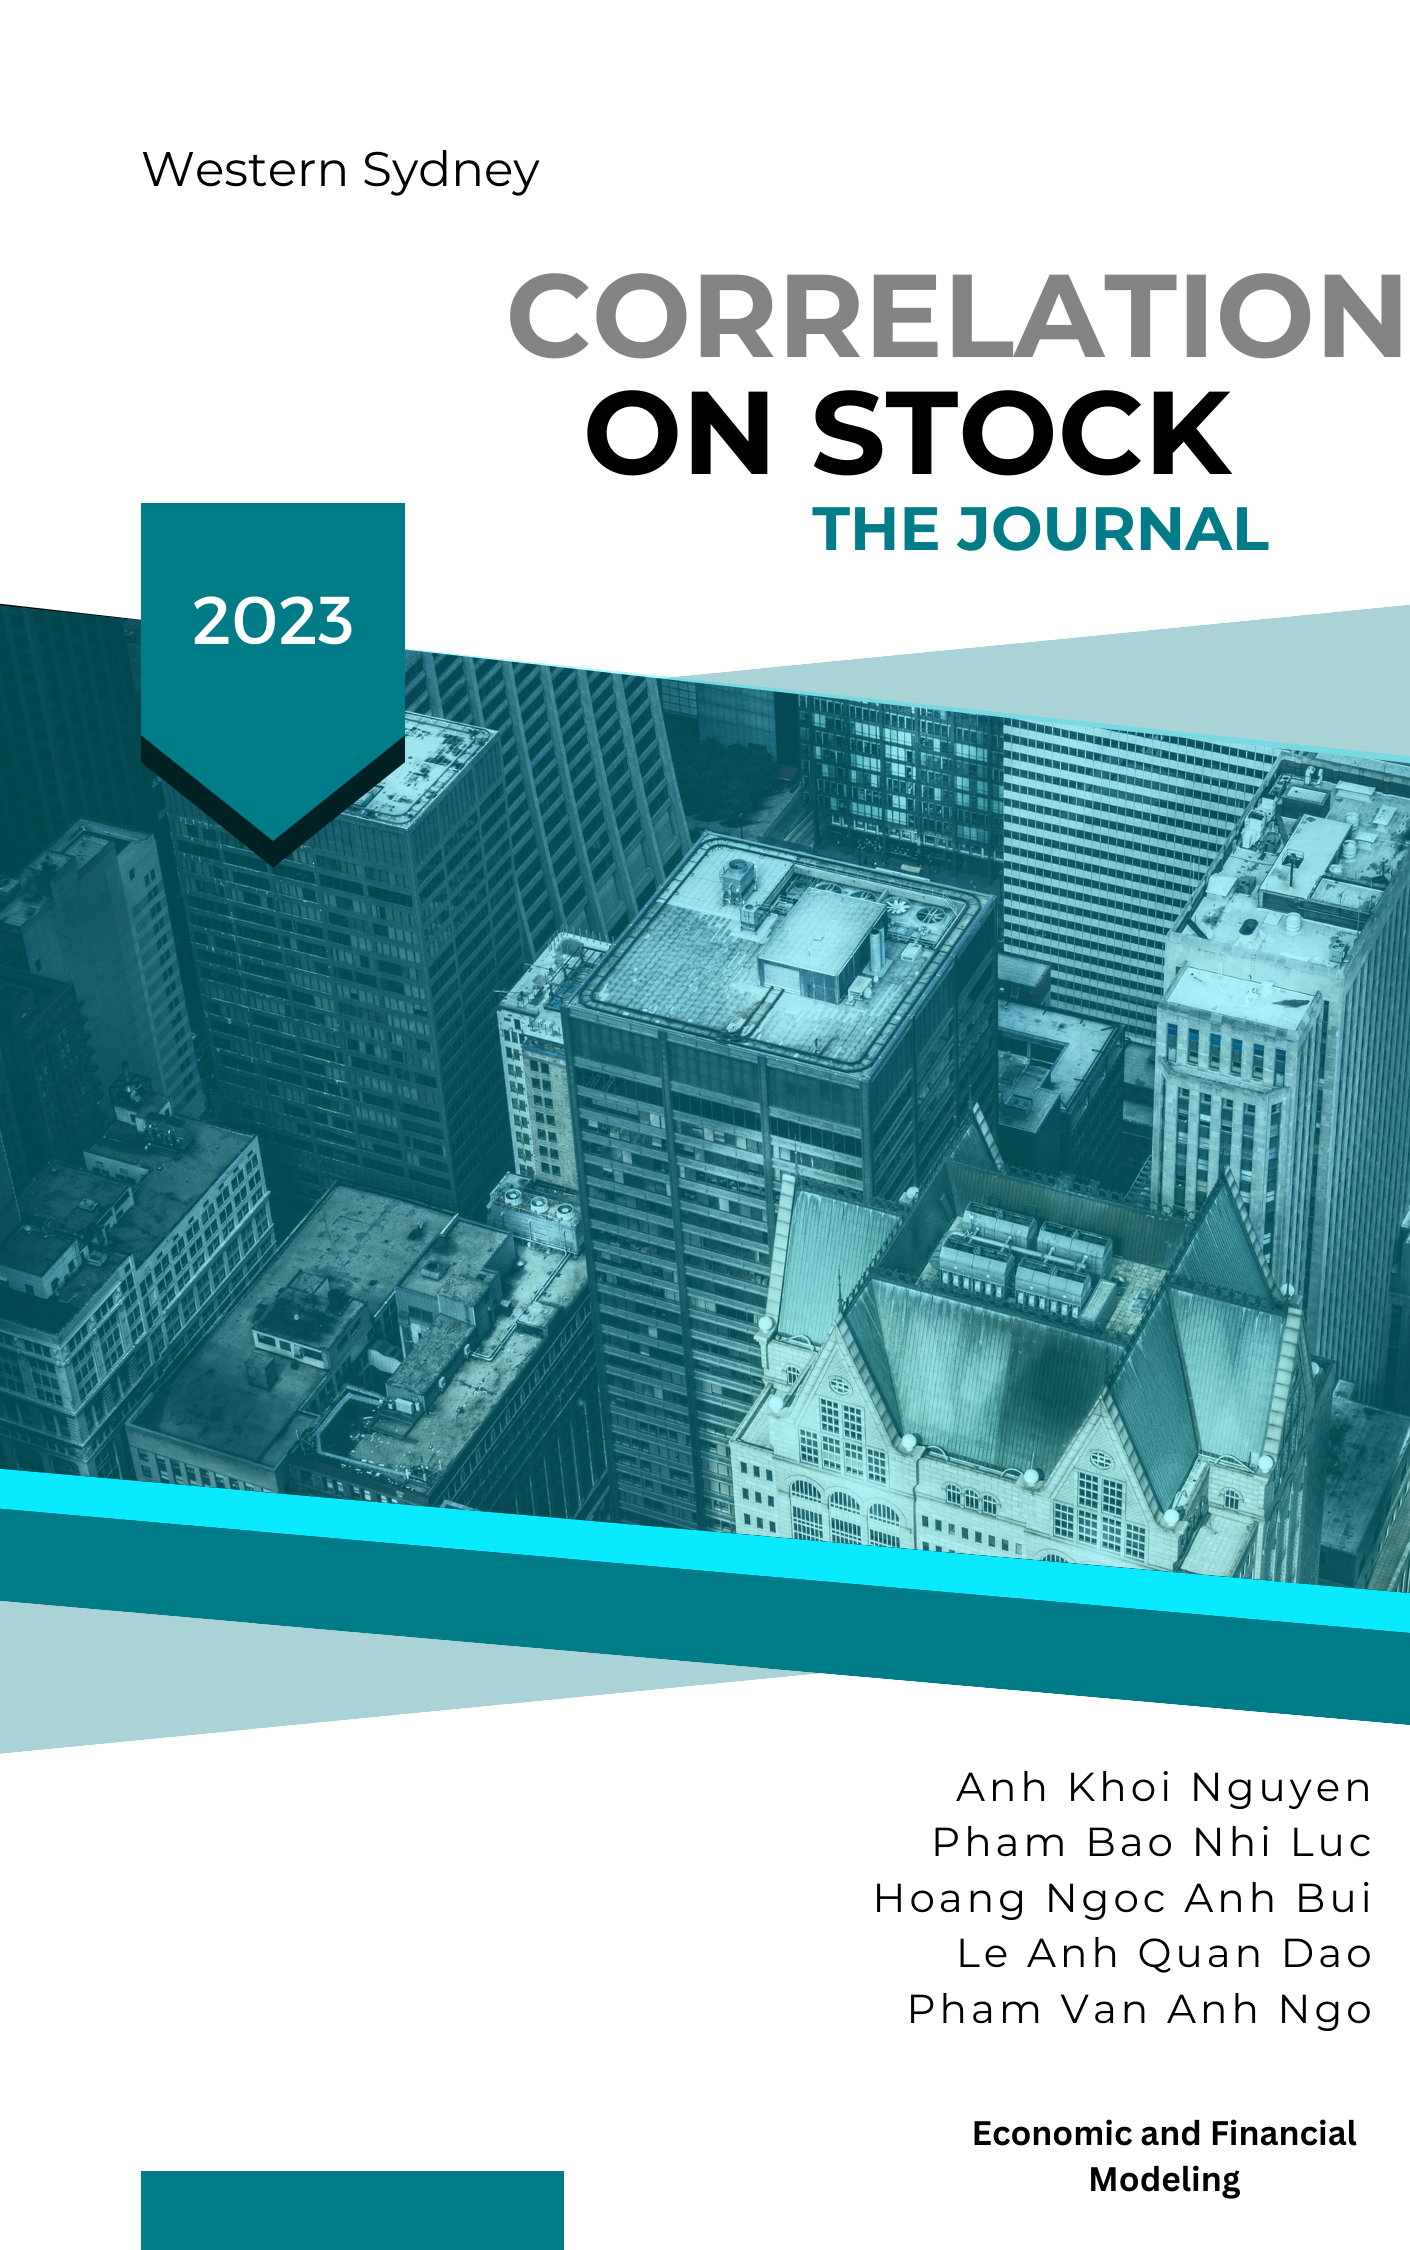 Western Sydney
CORRELATION
ON STOCK
THE JOURNAL
2023
Anh Khoi Nguyen
Pham Bao Nhi Luc
Hoang Ngoc Anh Bui
Le Anh Quan Dao
Pham Van Anh Ngo
Economic and Financial
Modeling